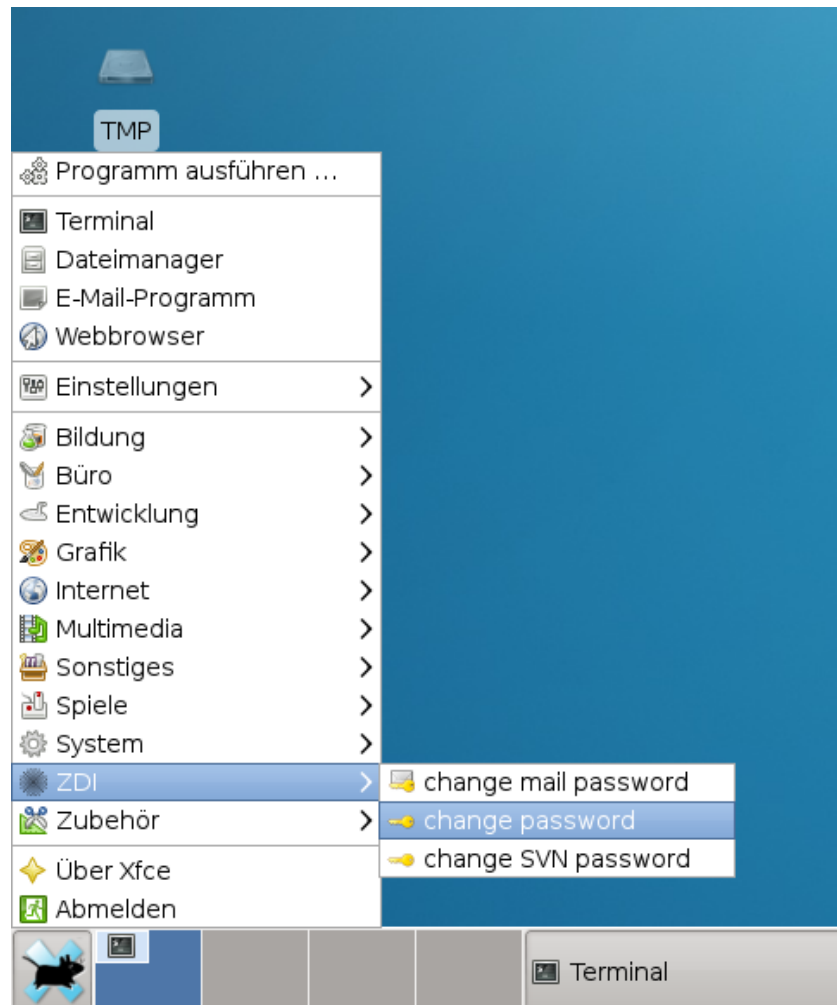 TMP
Programm ausführen ...
Terminal
Dateimanager
E-Mail-Programm
Webbrowser
Einstellungen
Bildung
Büro
Entwicklung
Grafik
Internet
Multimedia
Sonstiges
Spiele
System
ZDI
change mail password
change password
change SVN password
Zubehör
Über Xfce
Abmelden
Terminal